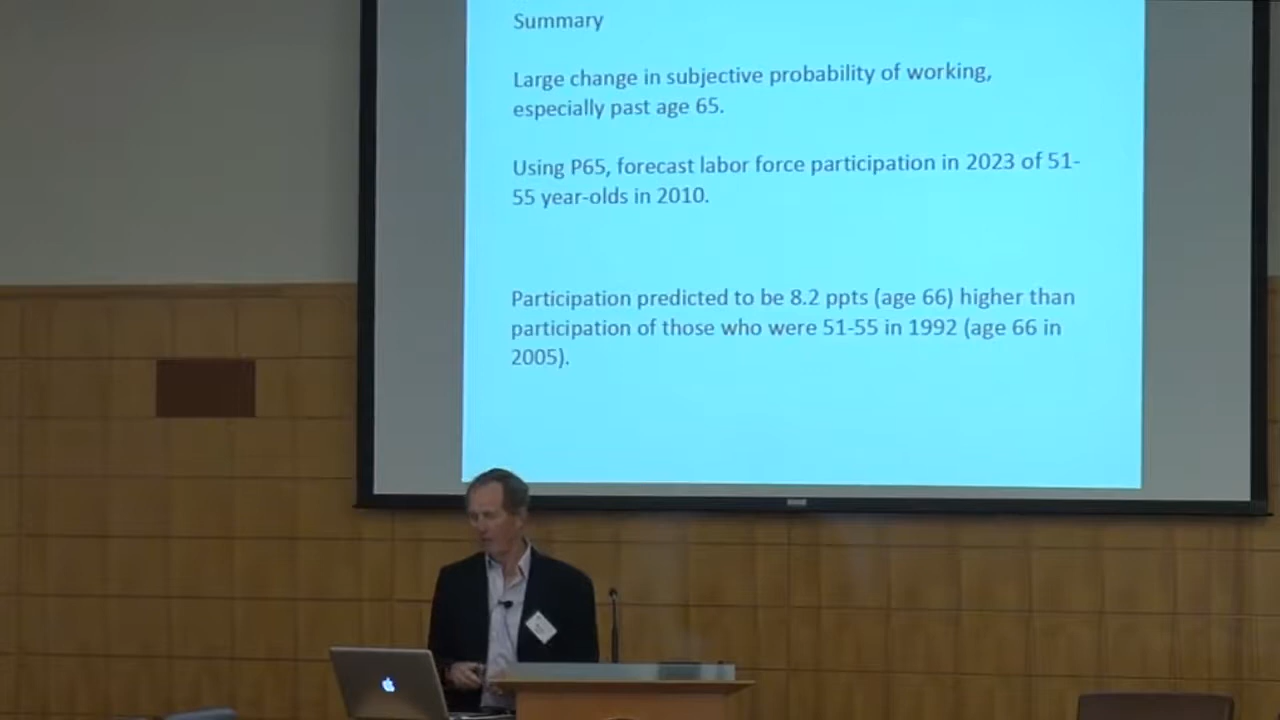 Summary
Large change in subjective probability of working,
especially past age 65.
Using P65, forecast labor force participation in 2023 of 51-
55 year-olds in 2010.
Participation predicted to be 8.2 ppts (age 66) higher than
participation of those who were 51-55 in 1992 (age 66 in
2005).